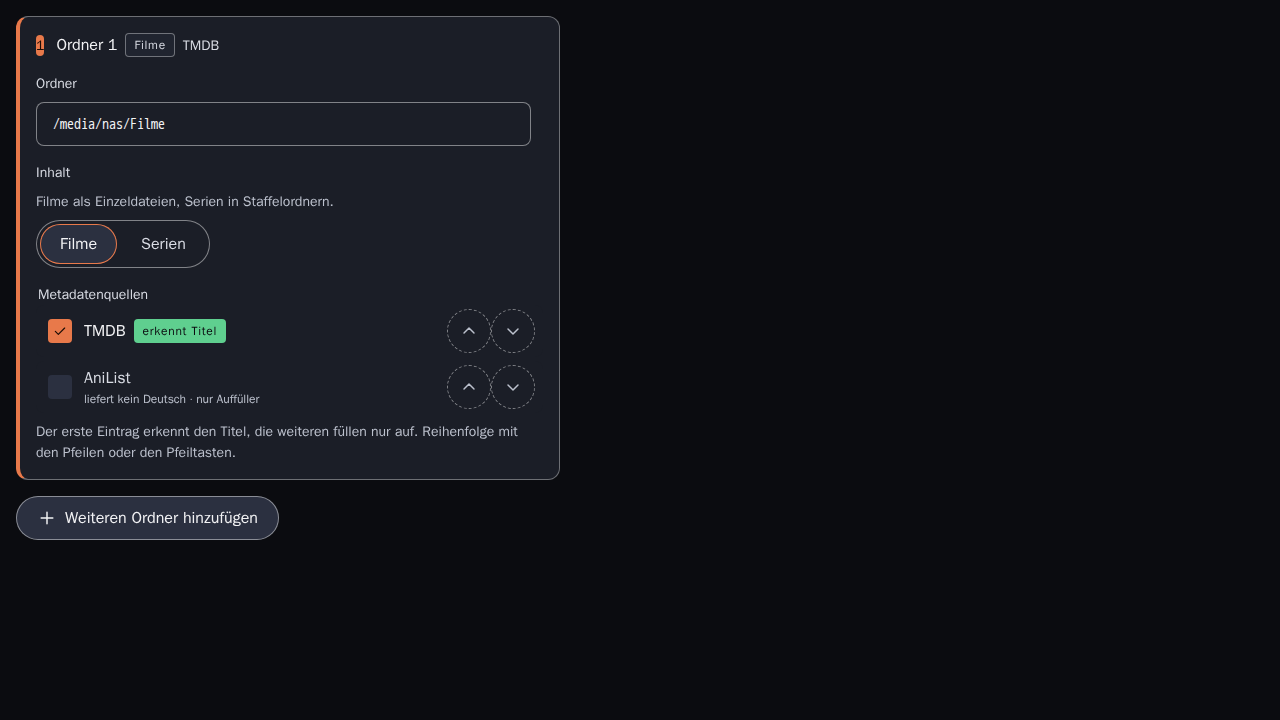 1 Ordner 1 Filme TMDB
Ordner
/media/nas/Filme
Inhalt
Filme als Einzeldateien, Serien in Staffelordnern.
Filme Serien
Metadatenquellen
TMDB erkennt Titel
AniList
liefert kein Deutsch · nur Auffüller
Der erste Eintrag erkennt den Titel, die weiteren füllen nur auf. Reihenfolge mit
den Pfeilen oder den Pfeiltasten.
Weiteren Ordner hinzufügen